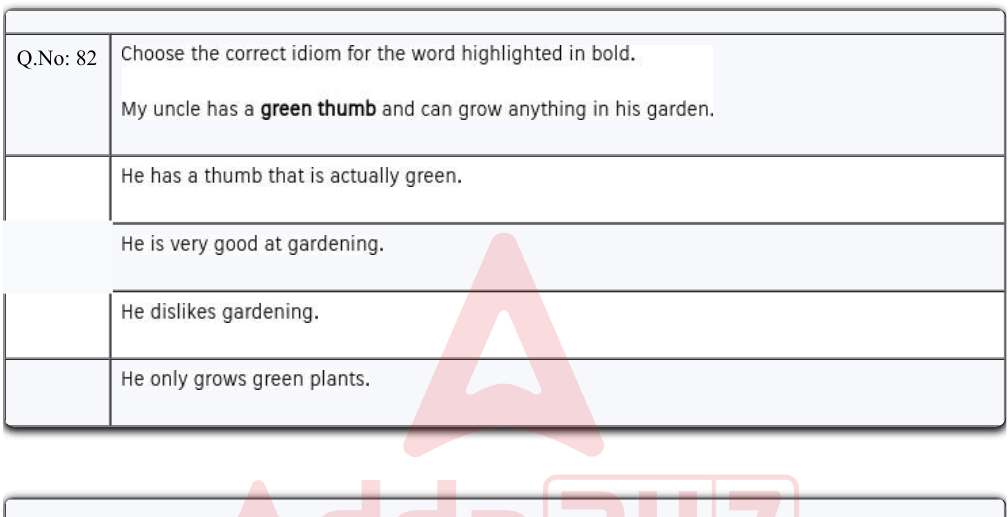 Q.No: 82
Choose the correct idiom for the word highlighted in bold.
My uncle has a green thumb and can grow anything in his garden.
He has a thumb that is actually green.
He is very good at gardening.
He dislikes gardening.
He only grows green plants.